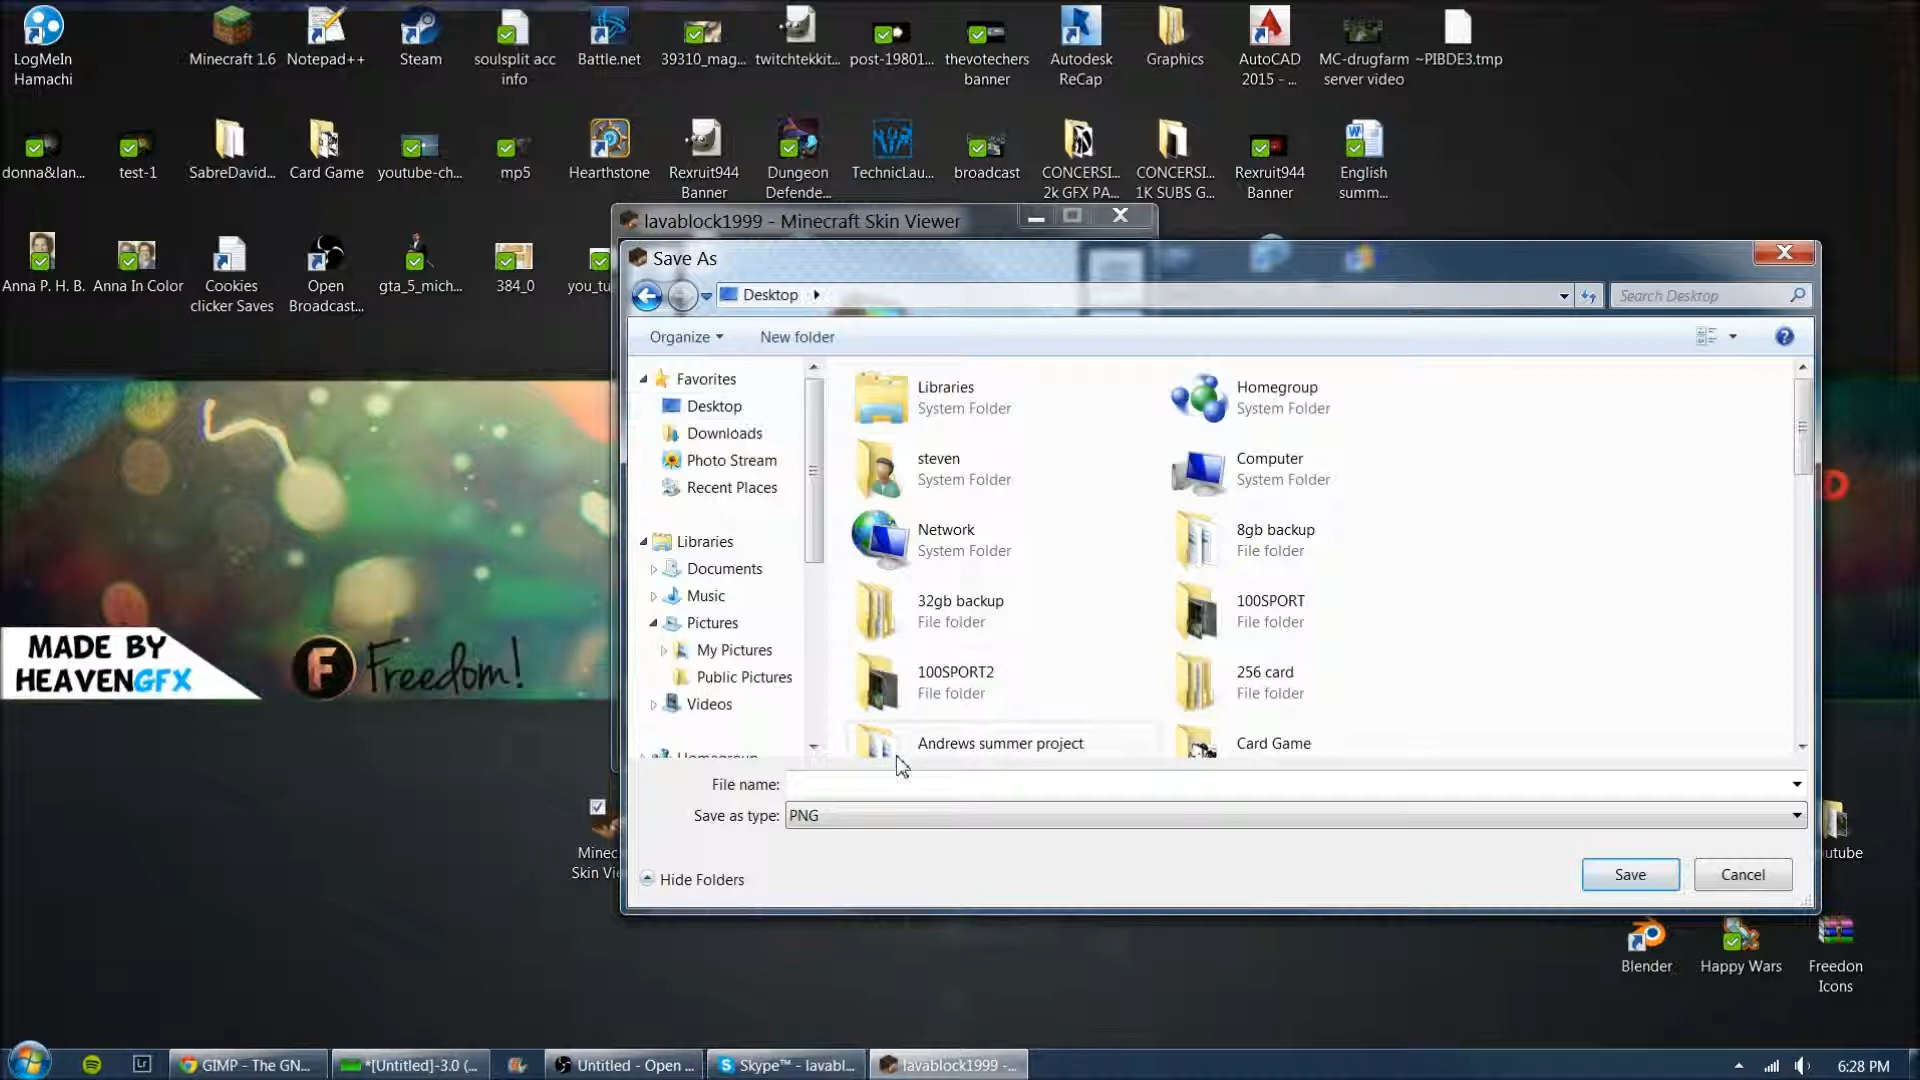 LogMeIn
Hamachi
Minecraft 1.6
Notepad++
Steam
soulsplit acc
info
Battle.net
39310_mag...
twitchtekkit...
post-19801...
thevotechers
banner
Autodesk
ReCap
Graphics
AutoCAD
2015 - ...
MC-drugfarm
server video
~PIBDE3.tmp
donna&lan...
test-1
SabreDavid...
Card Game
youtube-ch...
mp5
Hearthstone
Rexruit944
Banner
Dungeon
Defende...
TechnicLau...
broadcast
CONCERSI...
2k GFX PA...
CONCERSI...
1K SUBS G...
Rexruit944
Banner
English
summ...
Anna P. H. B.
Anna In Color
Cookies
clicker Saves
Open
Broadcast...
gta_5_mich...
384_0
you_tu
lavablock1999 - Minecraft Skin Viewer
Save As
Desktop
Search Desktop
Organize
New folder
Favorites
Desktop
Downloads
Photo Stream
Recent Places
Libraries
Documents
Music
Pictures
My Pictures
Public Pictures
Videos
Homegroup
Libraries
System Folder
Homegroup
System Folder
steven
System Folder
Computer
System Folder
Network
System Folder
8gb backup
File folder
32gb backup
File folder
100SPORT
File folder
100SPORT2
File folder
256 card
File folder
Andrews summer project
Card Game
File name:
Save as type: PNG
Hide Folders
Save
Cancel
MADE BY
HEAVENGFX
F Freedom!
D
Minec
Skin Vie
utube
Blender
Happy Wars
Freedon
Icons
Lr
GIMP - The GN...
*[Untitled]-3.0 (...
Untitled - Open ...
Skype™ - lavabl...
lavablock1999 -...
6:28 PM